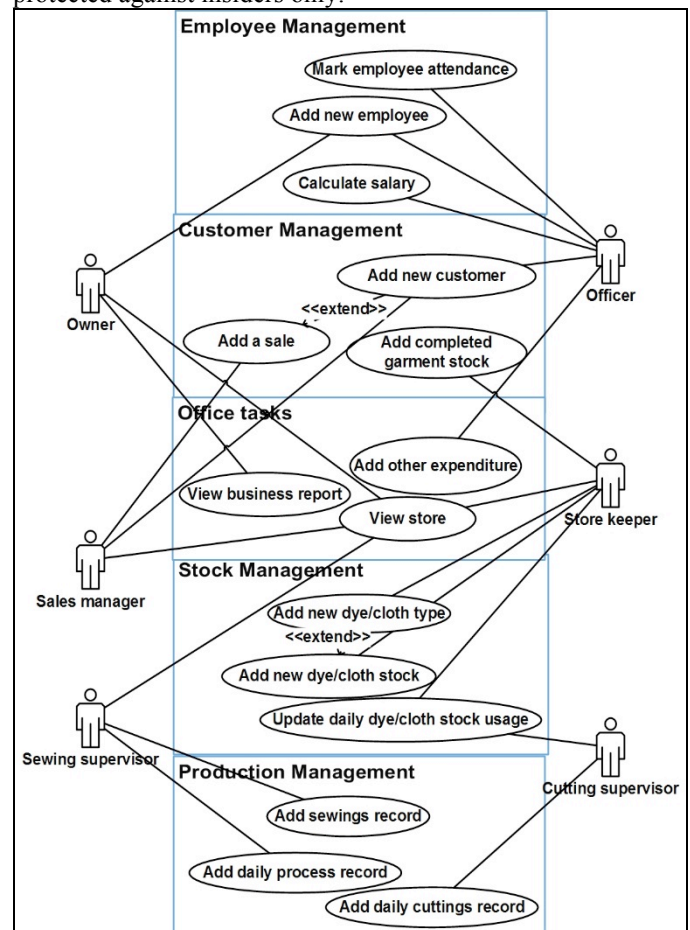 protected against insiders only.
Employee Management
Mark employee attendance
Add new employee
Calculate salary
Customer Management
Add new customer
Officer
Owner
<<extend>>
Add a sale
Add completed
garment stock
Office tasks
Add other expenditure
View business report
View store
Store keeper
Sales manager
Stock Management
Add new dye/cloth type
<<extend>>
Add new dye/cloth stock
Update daily dye/cloth stock usage
Sewing supervisor
Cutting supervisor
Production Management
Add sewings record
Add daily process record
Add daily cuttings record